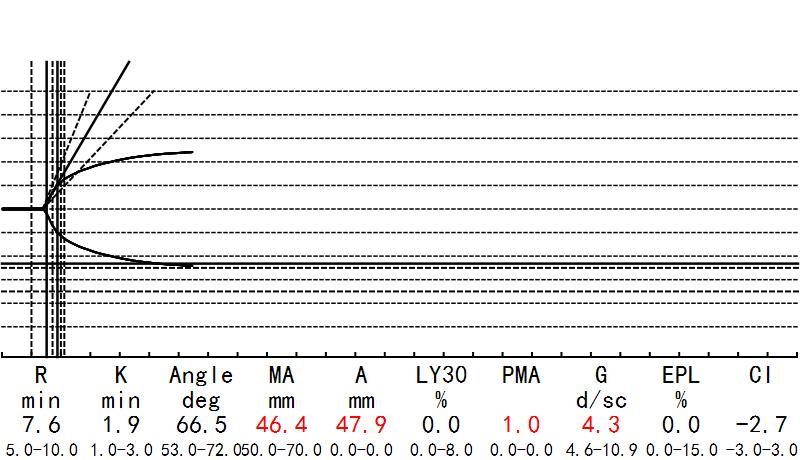 R K Angle MA A LY30 PMA G EPL CI
min min deg mm mm % d/sc %
7.6 1.9 66.5 46.4 47.9 0.0 1.0 4.3 0.0 -2.7
5.0-10.0 1.0-3.0 53.0-72.0 50.0-70.0 0.0-0.0 0.0-8.0 0.0-0.0 4.6-10.9 0.0-15.0 -3.0-3.0